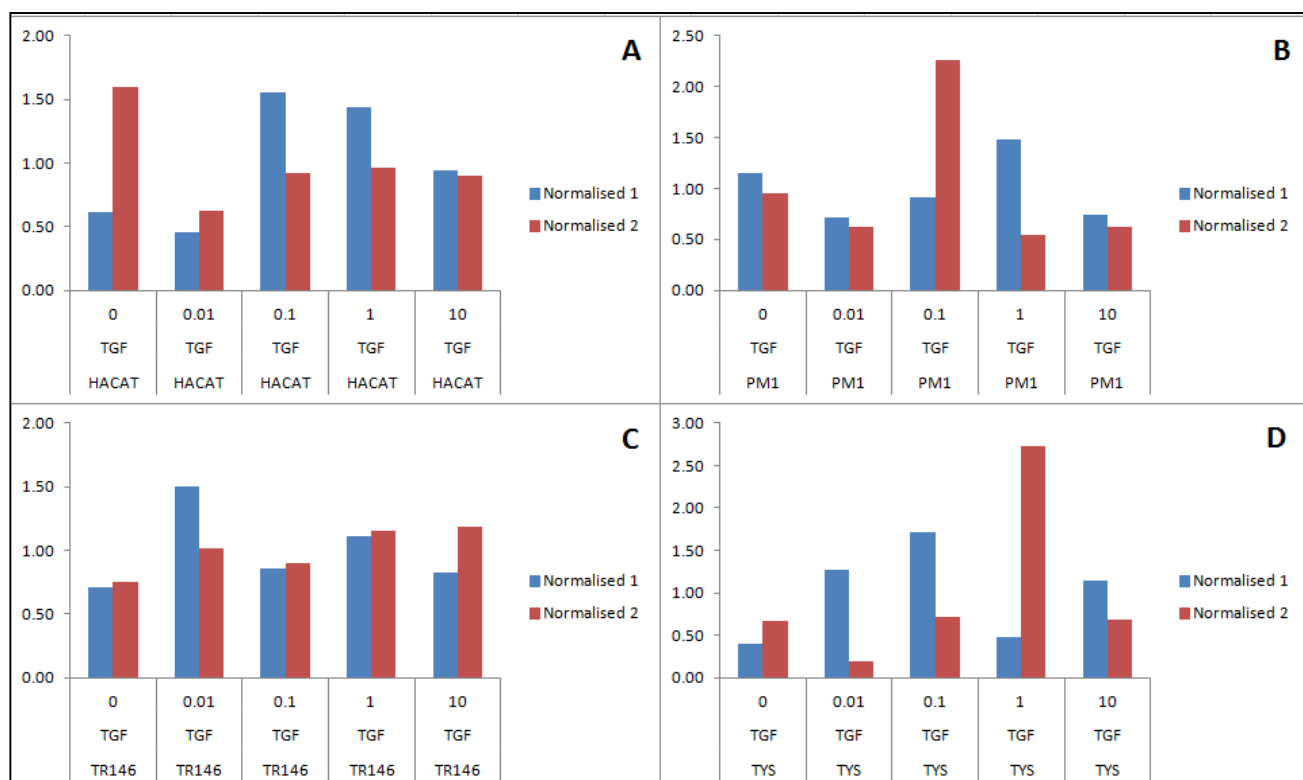 A
2.00
1.50
1.00
0.50
0.00
0 0.01 0.1 1 10
TGF TGF TGF TGF TGF
HACAT HACAT HACAT HACAT HACAT
Normalised 1
Normalised 2
B
2.50
2.00
1.50
1.00
0.50
0.00
0 0.01 0.1 1 10
TGF TGF TGF TGF TGF
PM1 PM1 PM1 PM1 PM1
Normalised 1
Normalised 2
C
2.00
1.50
1.00
0.50
0.00
0 0.01 0.1 1 10
TGF TGF TGF TGF TGF
TR146 TR146 TR146 TR146 TR146
Normalised 1
Normalised 2
D
3.00
2.50
2.00
1.50
1.00
0.50
0.00
0 0.01 0.1 1 10
TGF TGF TGF TGF TGF
TYS TYS TYS TYS TYS
Normalised 1
Normalised 2